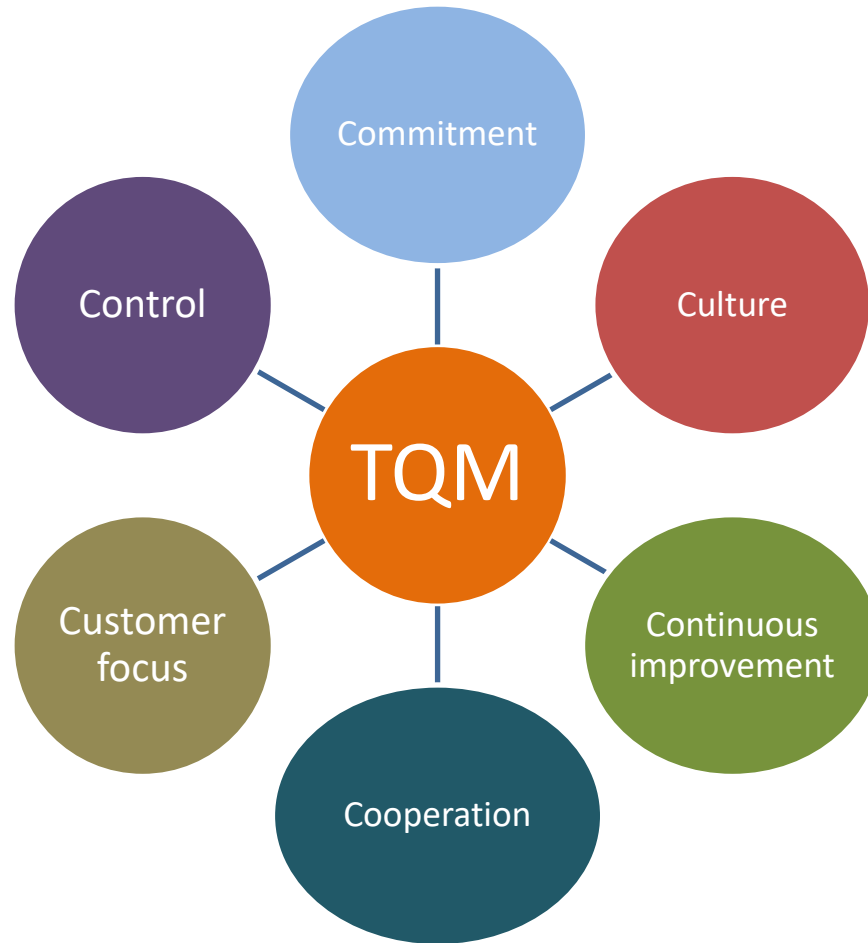 Commitment
Control
Culture
TQM
Customer
focus
Continuous
improvement
Cooperation